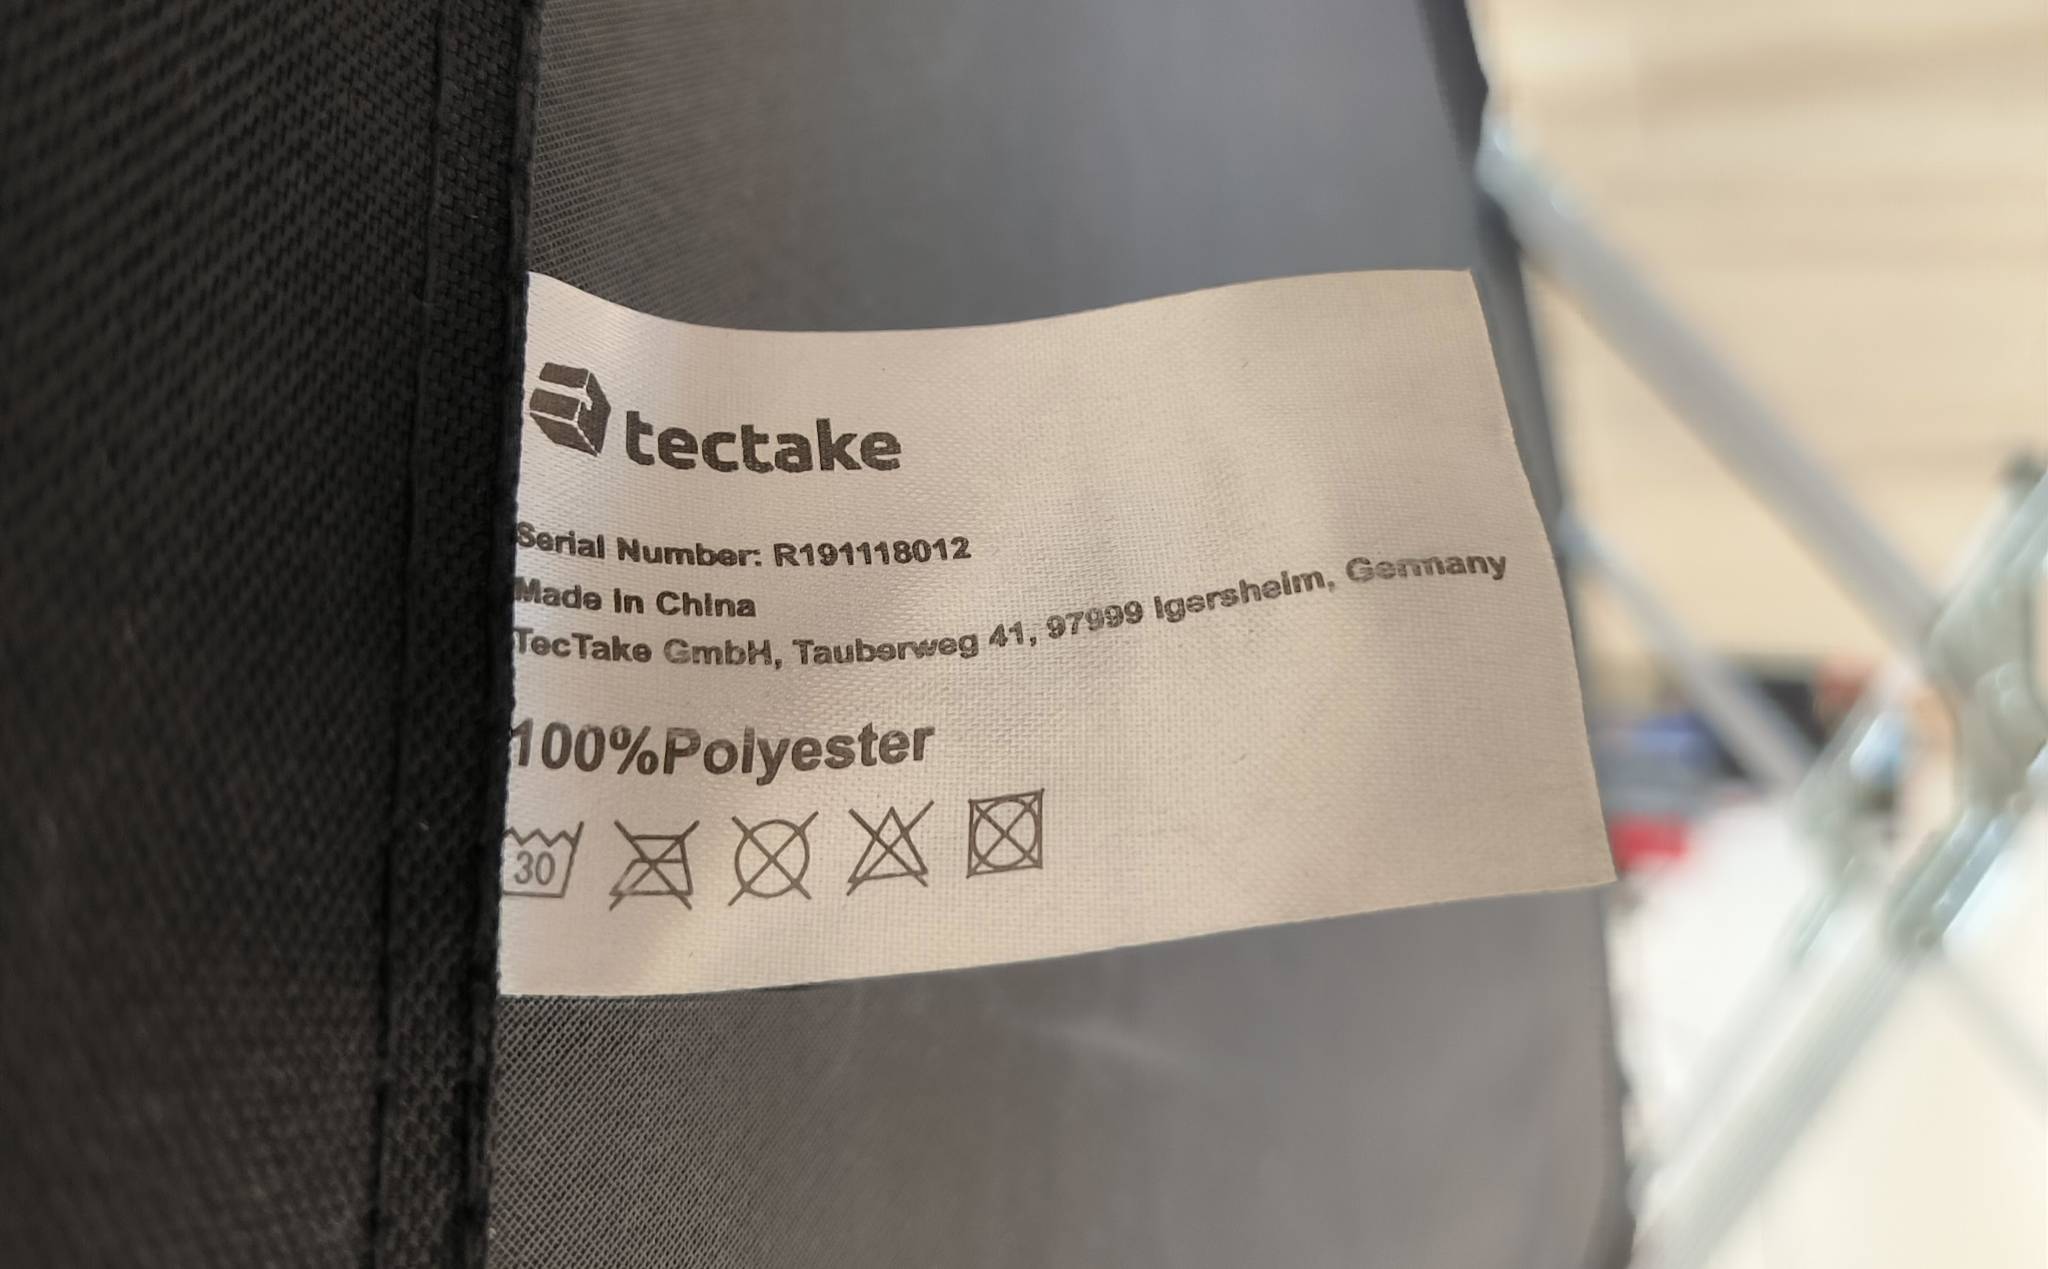 tectake
Serial Number: R191118012
Made in China
TecTake GmbH, Tauberweg 41, 97999 Igersheim, Germany
100%Polyester
30